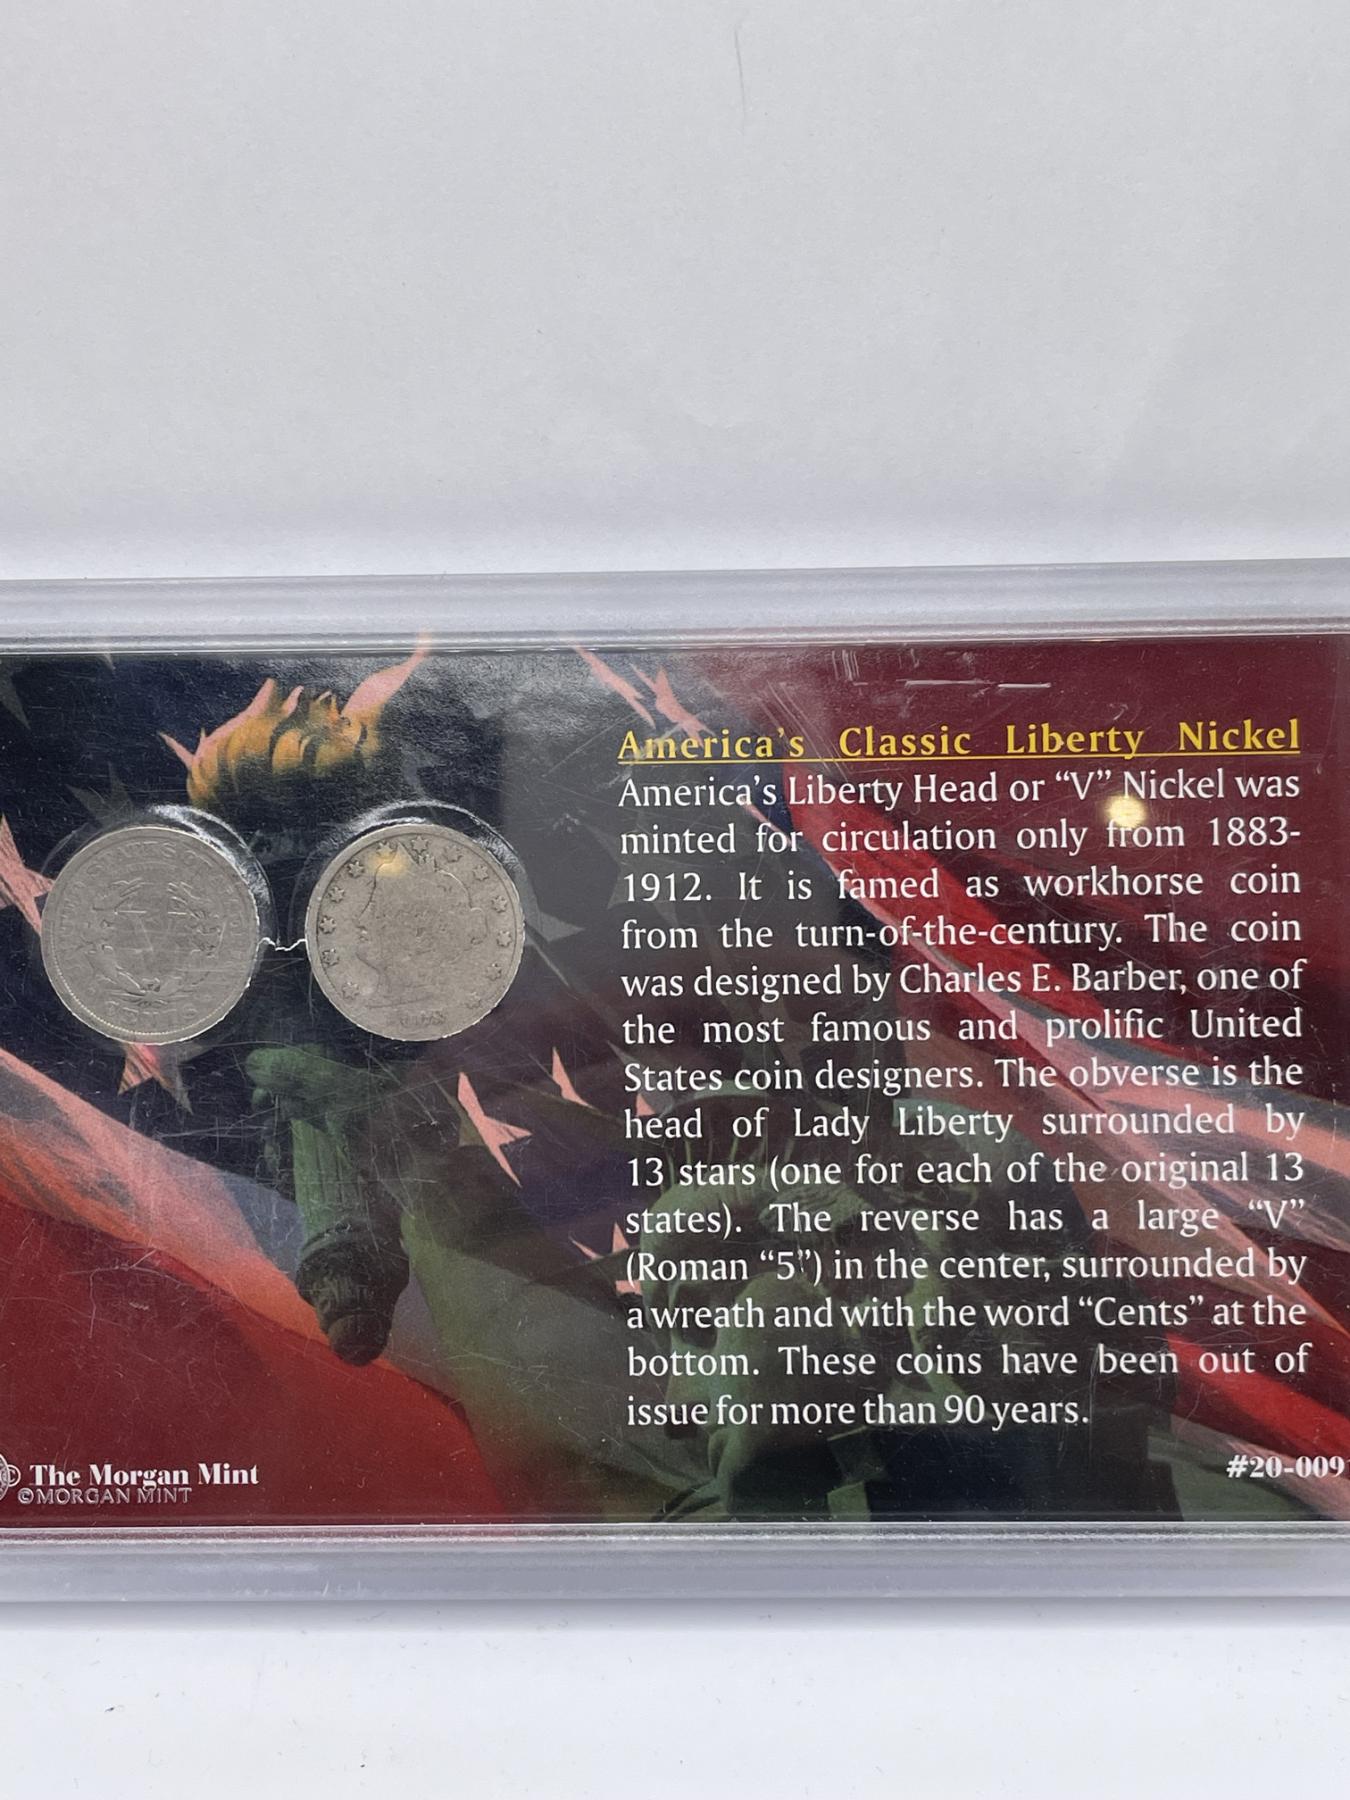 America's Classic Liberty Nickel
America's Liberty Head or “V” Nickel was
minted for circulation only from 1883-
1912. It is famed as workhorse coin
from the turn-of-the-century. The coin
was designed by Charles E. Barber, one of
the most famous and prolific United
States coin designers. The obverse is the
head of Lady Liberty surrounded by
13 stars (one for each of the original 13
states). The reverse has a large “V”
(Roman “5”) in the center, surrounded by
a wreath and with the word “Cents” at the
bottom. These coins have been out of
issue for more than 90 years.
CENTS
The Morgan Mint
©MORGAN MINT
#20-009